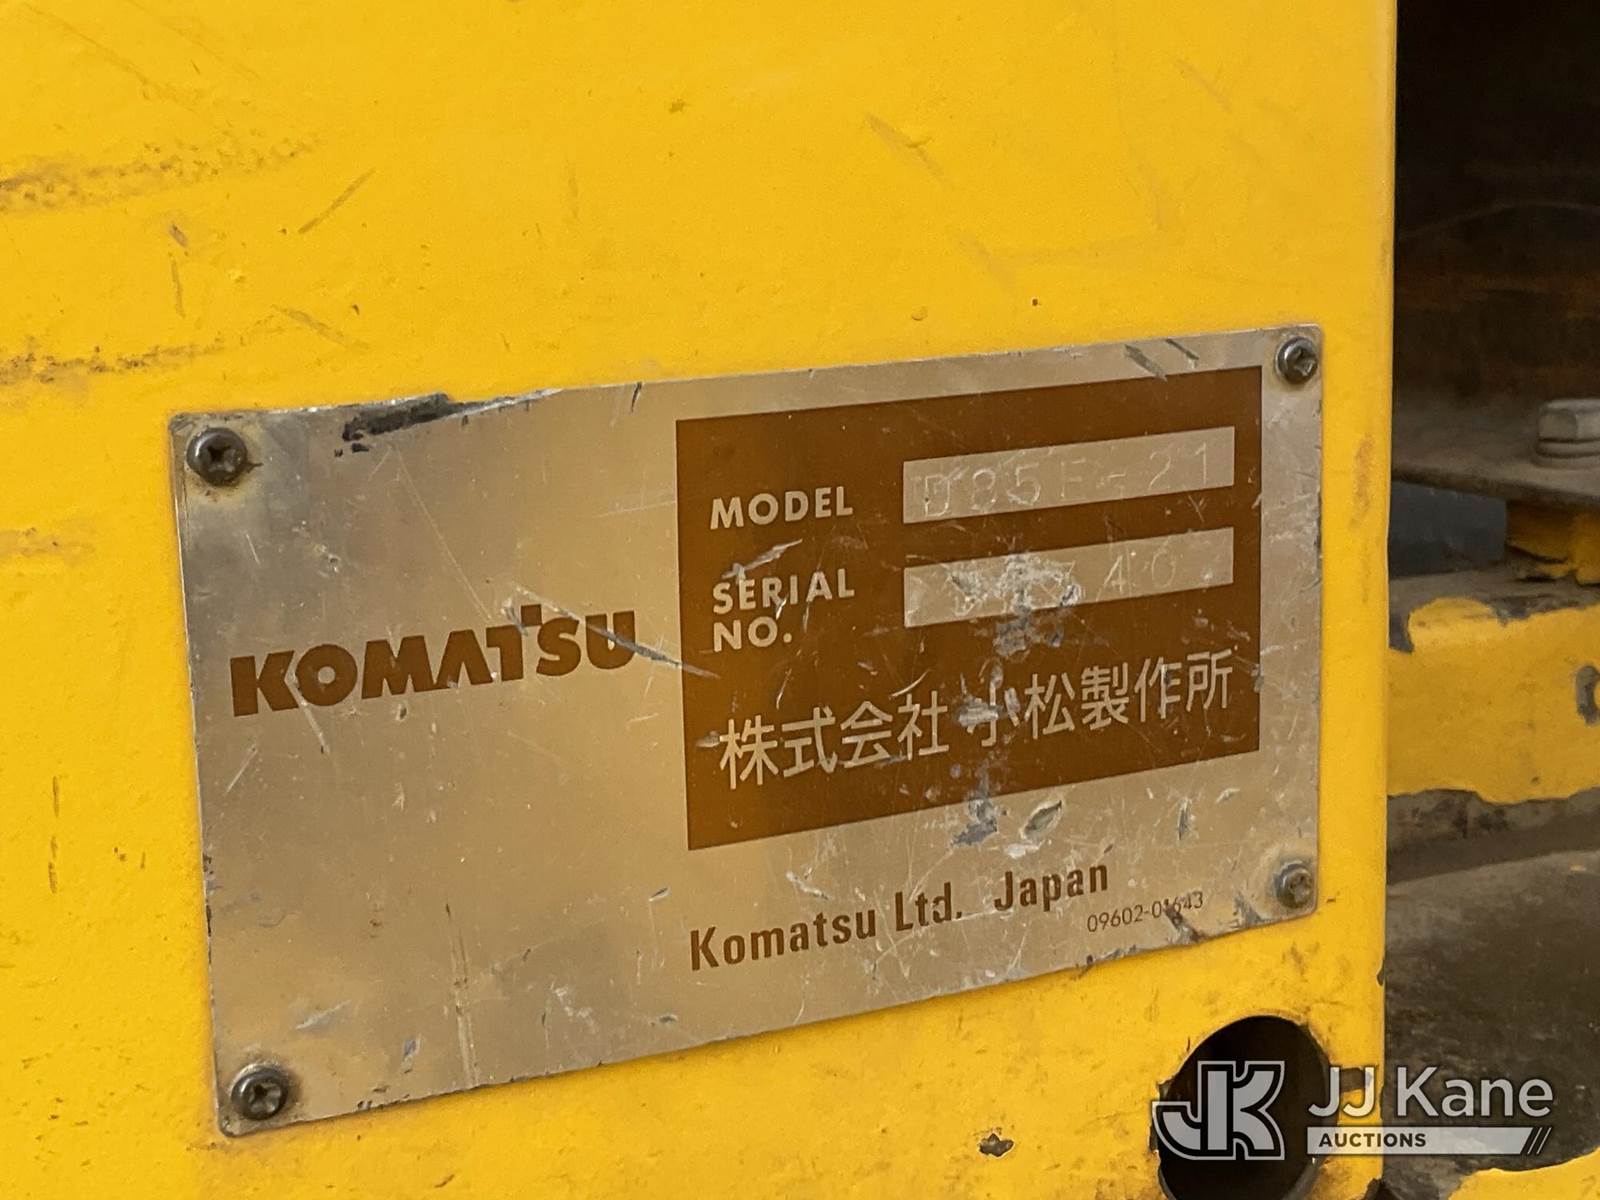 KOMATSU
MODEL D85E-21
SERIAL
NO.
株式会社 小松製作所
Komatsu Ltd. Japan
09602-01643
JK JJ Kane
AUCTIONS